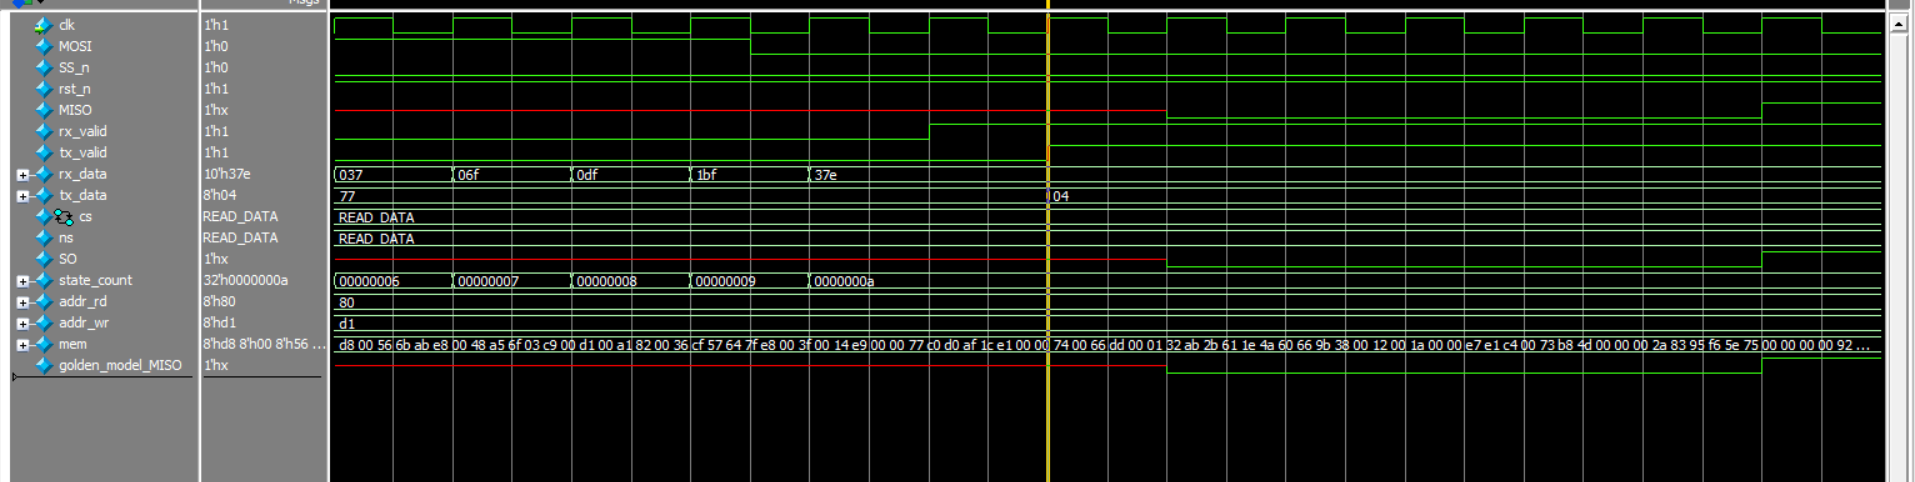 Msgs
clk 1'h1
MOSI 1'h0
SS_n 1'h0
rst_n 1'h1
MISO 1'hx
rx_valid 1'h1
tx_valid 1'h1
rx_data 10'h37e 037 06f 0df 1bf 37e
tx_data 8'h04 77 04
cs READ_DATA READ_DATA
ns READ_DATA READ_DATA
SO 1'hx
state_count 32'h0000000a 00000006 00000007 00000008 00000009 0000000a
addr_rd 8'h80 80
addr_wr 8'hd1 d1
mem 8'hd8 8'h00 8'h56 ... d8 00 56 6b ab e8 00 48 a5 6f 03 c9 00 d1 00 a1 82 00 36 cf 57 64 7f e8 00 3f 00 14 e9 00 00 77 c0 d0 af 1c e1 00 00 74 00 66 dd 00 01 32 ab 2b 61 1e 4a 60 66 9b 38 00 12 00 1a 00 00 e7 e1 c4 00 73 b8 4d 00 00 00 2a 83 95 f6 5e 75 00 00 00 00 92 ...
golden_model_MISO 1'hx